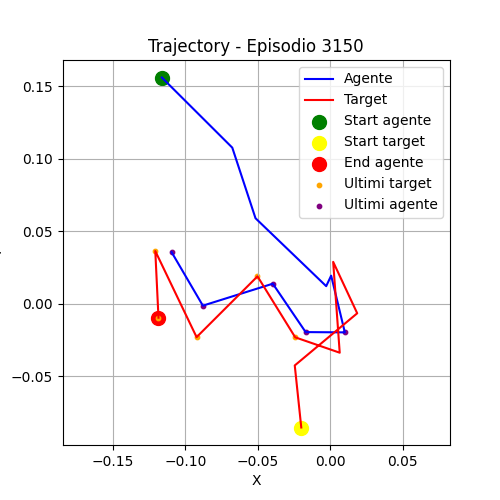 Trajectory - Episodio 3150
Agente
Target
Start agente
Start target
End agente
Ultimi target
Ultimi agente
0.15
0.10
0.05
0.00
−0.05
−0.15
−0.10
−0.05
0.00
0.05
X